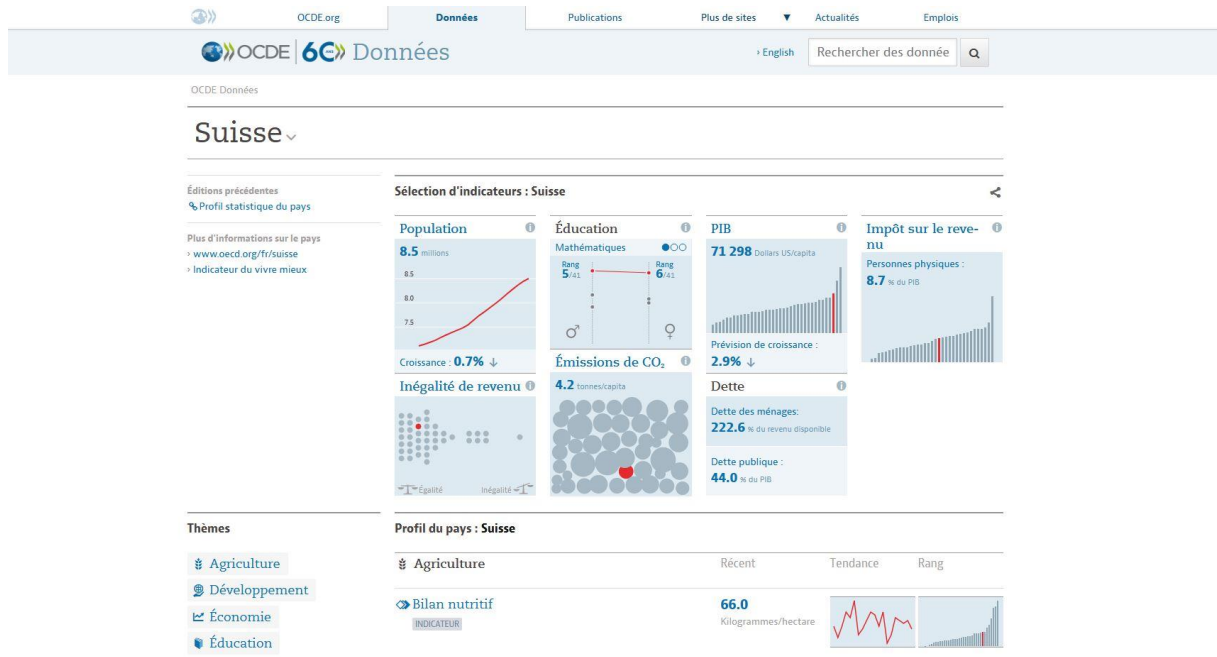 OCDE.org
Données
Publications
Plus de sites ▼
Actualités
Emplois
OCDE 60 Données
› English
Rechercher des donnée
OCDE Données
Suisse
Éditions précédentes
Profil statistique du pays
Plus d'informations sur le pays
› www.oecd.org/fr/suisse
› Indicateur du vivre mieux
Sélection d'indicateurs : Suisse
Population
8.5 millions
8.5
8.0
7.5
Croissance : 0.7% ↓
Éducation
Mathématiques
Rang
5/41
Rang
6/41
♂ ♀
PIB
71 298 Dollars US/capita
Prévision de croissance :
2.9% ↓
Impôt sur le reve-
nu
Personnes physiques :
8.7 % du PIB
Inégalité de revenu
Égalité
Inégalité
Émissions de CO₂
4.2 tonnes/capita
Dette
Dette des ménages:
222.6 % du revenu disponible
Dette publique :
44.0 % du PIB
Thèmes
Agriculture
Développement
Économie
Éducation
Profil du pays : Suisse
Agriculture
Récent
Tendance
Rang
Bilan nutritif
INDICATEUR
66.0
Kilogrammes/hectare